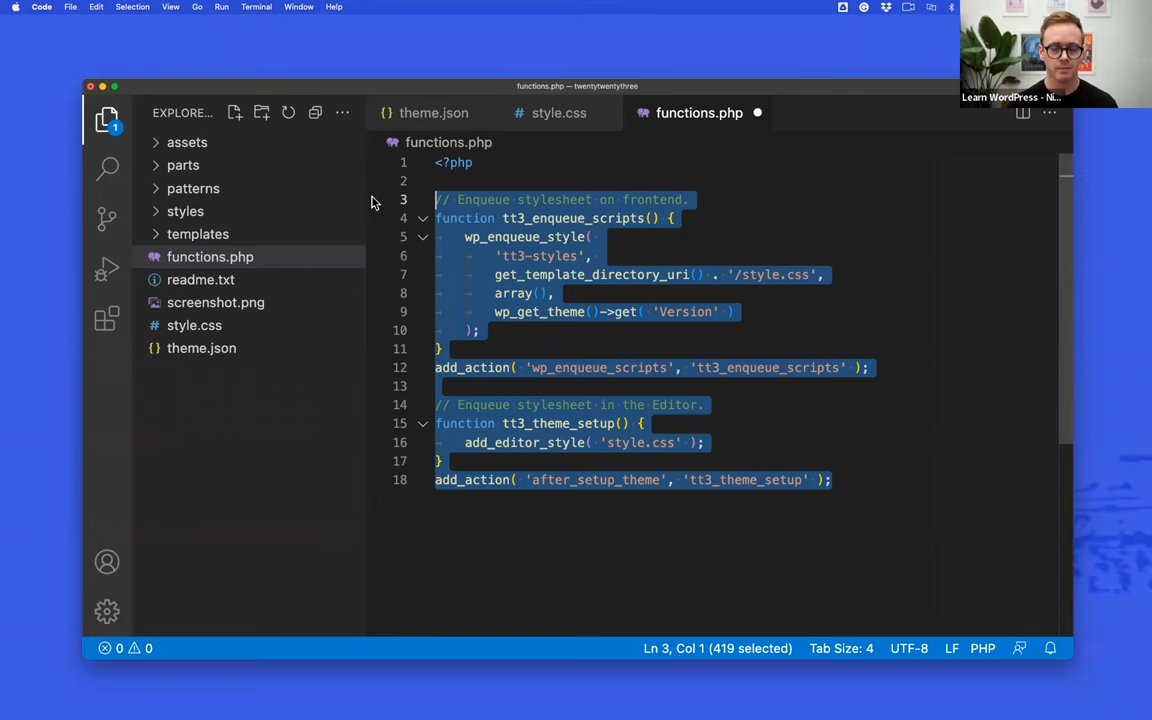 Code File Edit Selection View Go Run Terminal Window Help
Learn WordPress - Ni...
functions.php — twentytwentythree
EXPLORE...
theme.json
style.css
functions.php
1
assets
parts
patterns
styles
templates
functions.php
readme.txt
screenshot.png
style.css
theme.json
functions.php
1 <?php
2
3 // Enqueue stylesheet on frontend.
4 function tt3_enqueue_scripts() {
5 wp_enqueue_style(
6 'tt3-styles',
7 get_template_directory_uri() . '/style.css',
8 array(),
9 wp_get_theme()->get( 'Version' )
10 );
11 }
12 add_action( 'wp_enqueue_scripts', 'tt3_enqueue_scripts' );
13
14 // Enqueue stylesheet in the Editor.
15 function tt3_theme_setup() {
16 add_editor_style( 'style.css' );
17 }
18 add_action( 'after_setup_theme', 'tt3_theme_setup' );
0 0 Ln 3, Col 1 (419 selected) Tab Size: 4 UTF-8 LF PHP